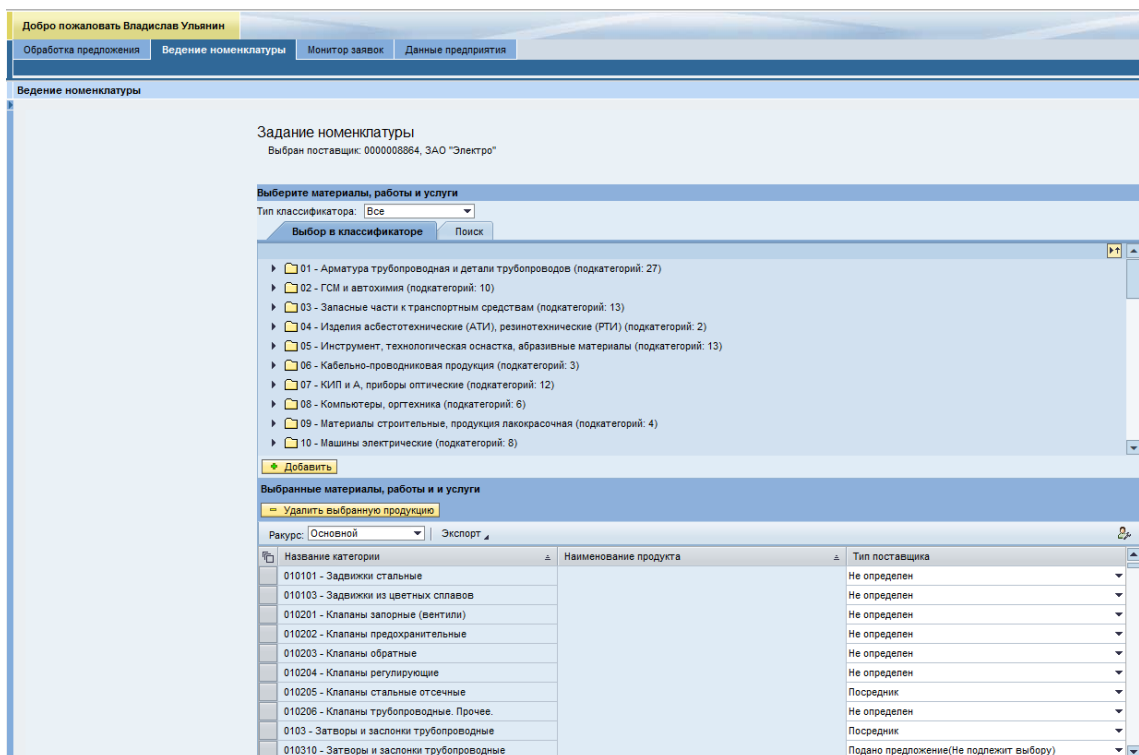 Добро пожаловать Владислав Ульянин
Обработка предложения Ведение номенклатуры Монитор заявок Данные предприятия
Ведение номенклатуры
Задание номенклатуры
Выбран поставщик: 0000008864, ЗАО "Электро"
Выберите материалы, работы и услуги
Тип классификатора: Все
Выбор в классификаторе Поиск
01 - Арматура трубопроводная и детали трубопроводов (подкатегорий: 27)
02 - ГСМ и автохимия (подкатегорий: 10)
03 - Запасные части к транспортным средствам (подкатегорий: 13)
04 - Изделия асбестотехнические (АТИ), резинотехнические (РТИ) (подкатегорий: 2)
05 - Инструмент, технологическая оснастка, абразивные материалы (подкатегорий: 13)
06 - Кабельно-проводниковая продукция (подкатегорий: 3)
07 - КИП и А, приборы оптические (подкатегорий: 12)
08 - Компьютеры, оргтехника (подкатегорий: 6)
09 - Материалы строительные, продукция лакокрасочная (подкатегорий: 4)
10 - Машины электрические (подкатегорий: 8)
Добавить
Выбранные материалы, работы и и услуги
Удалить выбранную продукцию
Ракурс: Основной Экспорт
Название категории Наименование продукта Тип поставщика
010101 - Задвижки стальные Не определен
010103 - Задвижки из цветных сплавов Не определен
010201 - Клапаны запорные (вентили) Не определен
010202 - Клапаны предохранительные Не определен
010203 - Клапаны обратные Не определен
010204 - Клапаны регулирующие Не определен
010205 - Клапаны стальные отсечные Посредник
010206 - Клапаны трубопроводные. Прочее. Не определен
0103 - Затворы и заслонки трубопроводные Посредник
010310 - Затворы и заслонки трубопроводные Подано предложение(Не подлежит выбору)